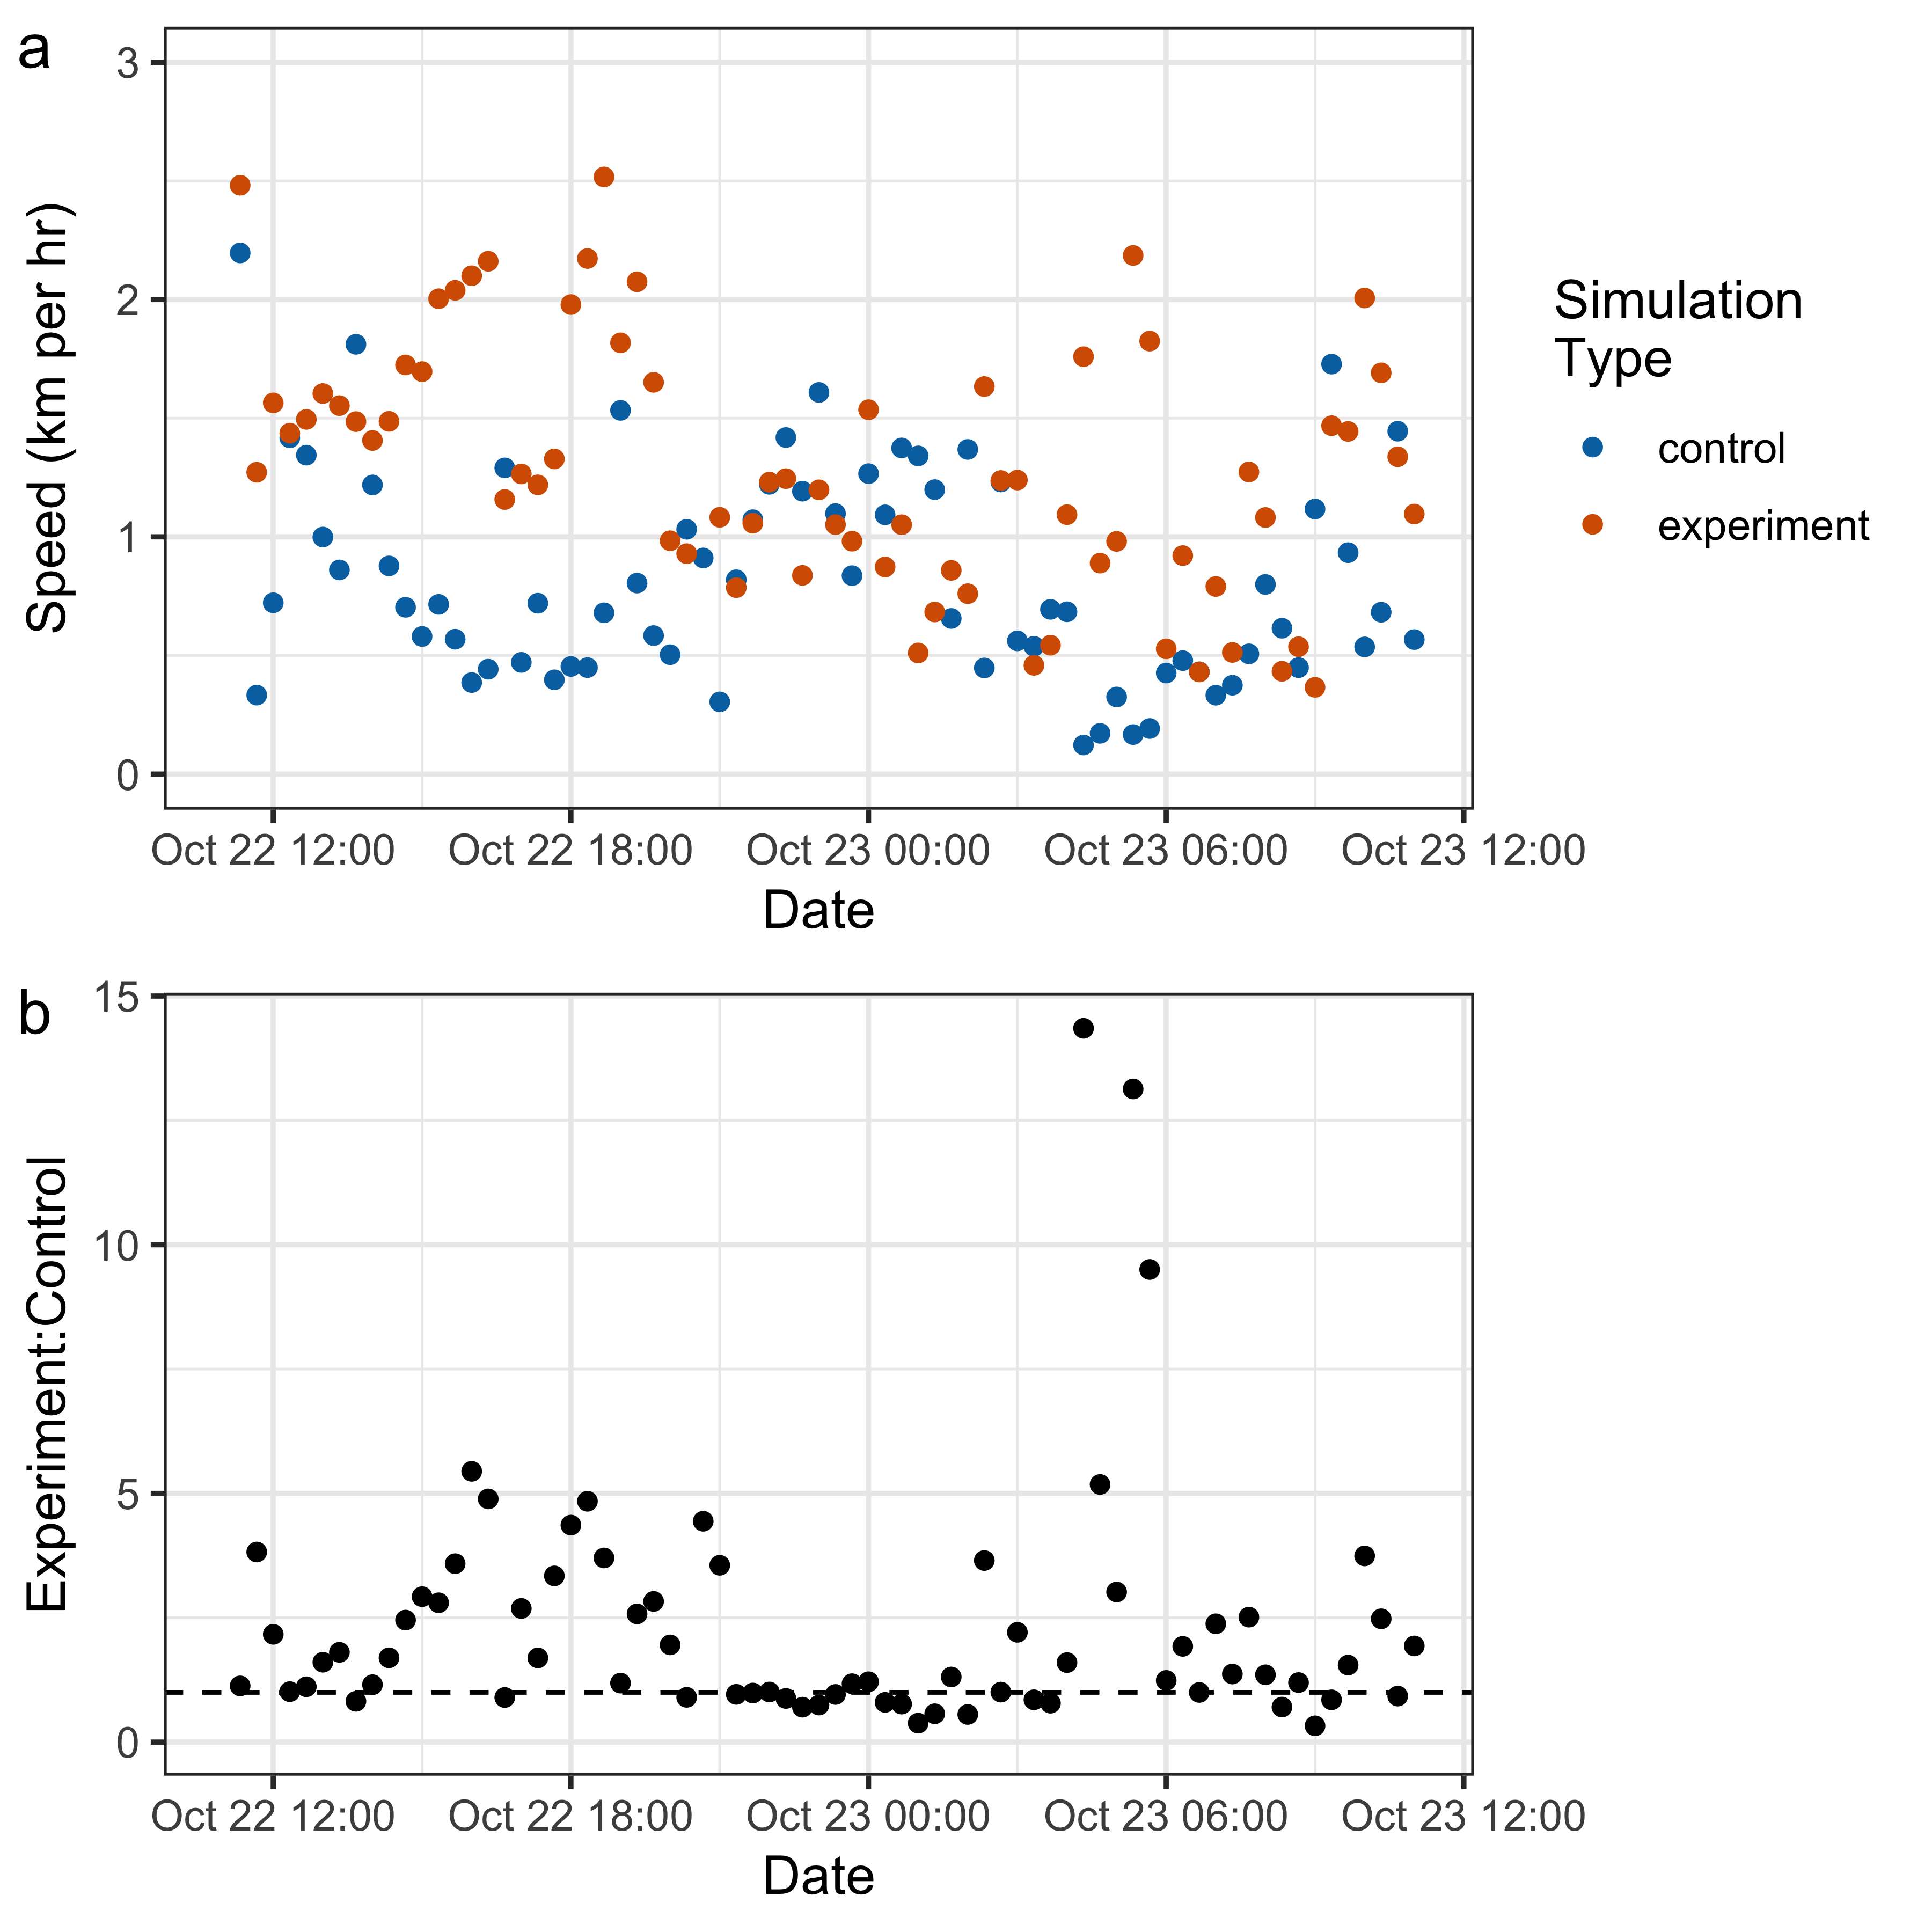 a
3
2
1
0
Speed (km per hr)
Oct 22 12:00 Oct 22 18:00 Oct 23 00:00 Oct 23 06:00 Oct 23 12:00
Date
Simulation
Type
control
experiment
b
15
10
5
0
Experiment:Control
Oct 22 12:00 Oct 22 18:00 Oct 23 00:00 Oct 23 06:00 Oct 23 12:00
Date